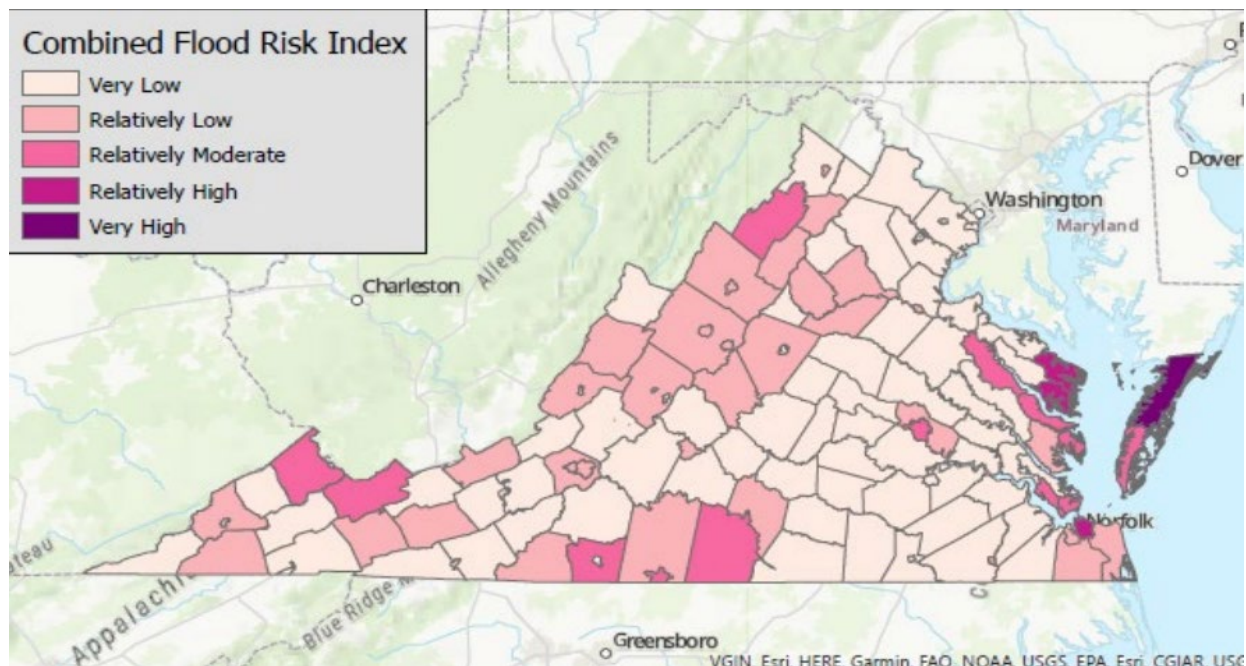 Combined Flood Risk Index
Very Low
Relatively Low
Relatively Moderate
Relatively High
Very High
Dover
Washington
Maryland
Allegheny Mountains
Charleston
Norfolk
Appalachi
Blue Ridge M
Greensboro
VGIN, Esri, HERE, Garmin, FAO, NOAA, USGS, EPA, Esri, CGIAR, USG